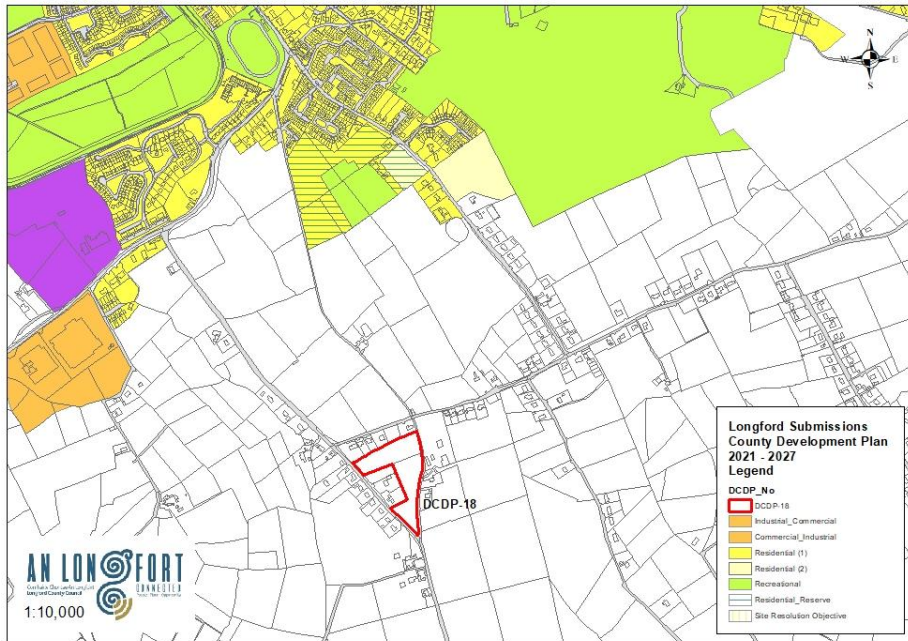 N
W E
S
DCDP-18
Longford Submissions
County Development Plan
2021 - 2027
Legend
DCDP_No
DCDP-18
Industrial_Commercial
Commercial_Industrial
Residential (1)
Residential (2)
Recreational
Residential_Reserve
Site Resolution Objective
AN LONGFORT
Longford County Council
CONNECTED
1:10,000